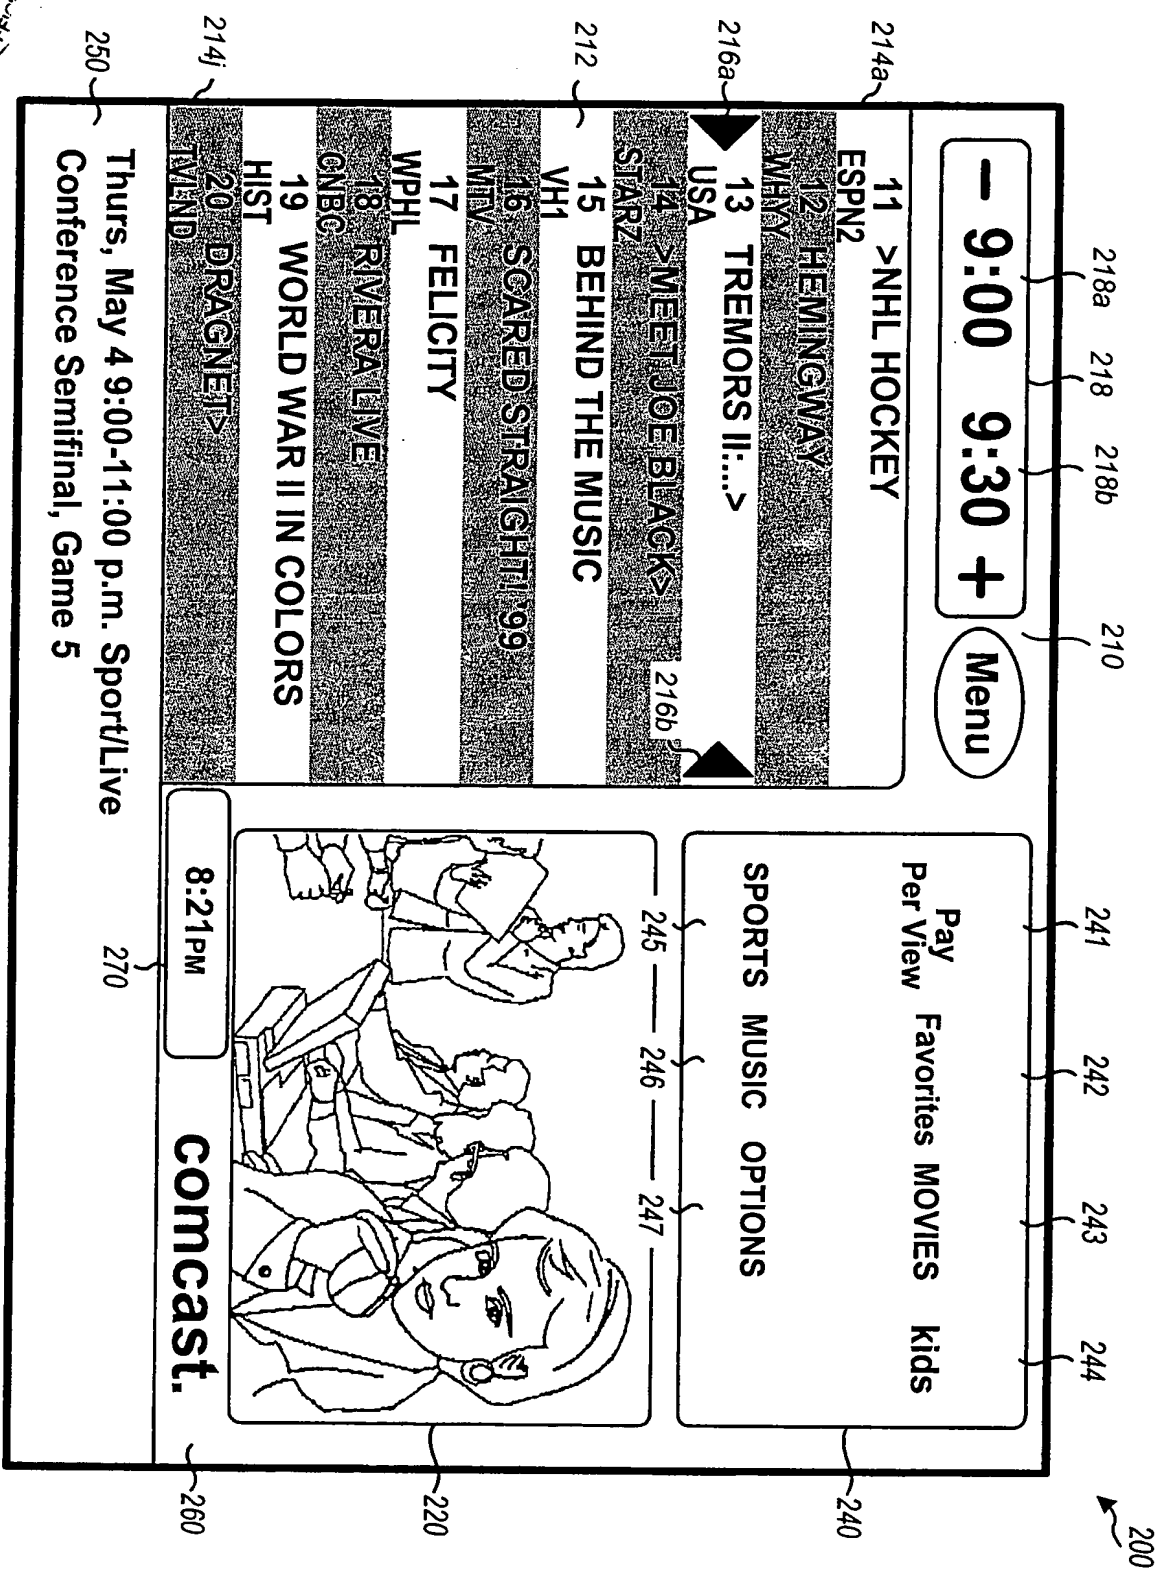 200
218a
218
218b
210
241
242
243
244
- 9:00 9:30 +
Menu
214a
216a
212
214j
250
11 >NHL HOCKEY
ESPN2
12 HEMINGWAY
WHYY
13 TREMORS II:...>
USA
14 >MEET JOE BLACK>
STARZ
216b
15 BEHIND THE MUSIC
VH1
16 SCARED STRAIGHT! '99
MTV
17 FELICITY
WPHL
18 RIVERA LIVE
CNBC
19 WORLD WAR II IN COLORS
HIST
20 DRAGNET>
TVLND
Pay
Per View Favorites MOVIES kids
SPORTS MUSIC OPTIONS
240
245
246
247
220
8:21PM
comcast.
270
260
Thurs, May 4 9:00-11:00 p.m. Sport/Live
Conference Semifinal, Game 5